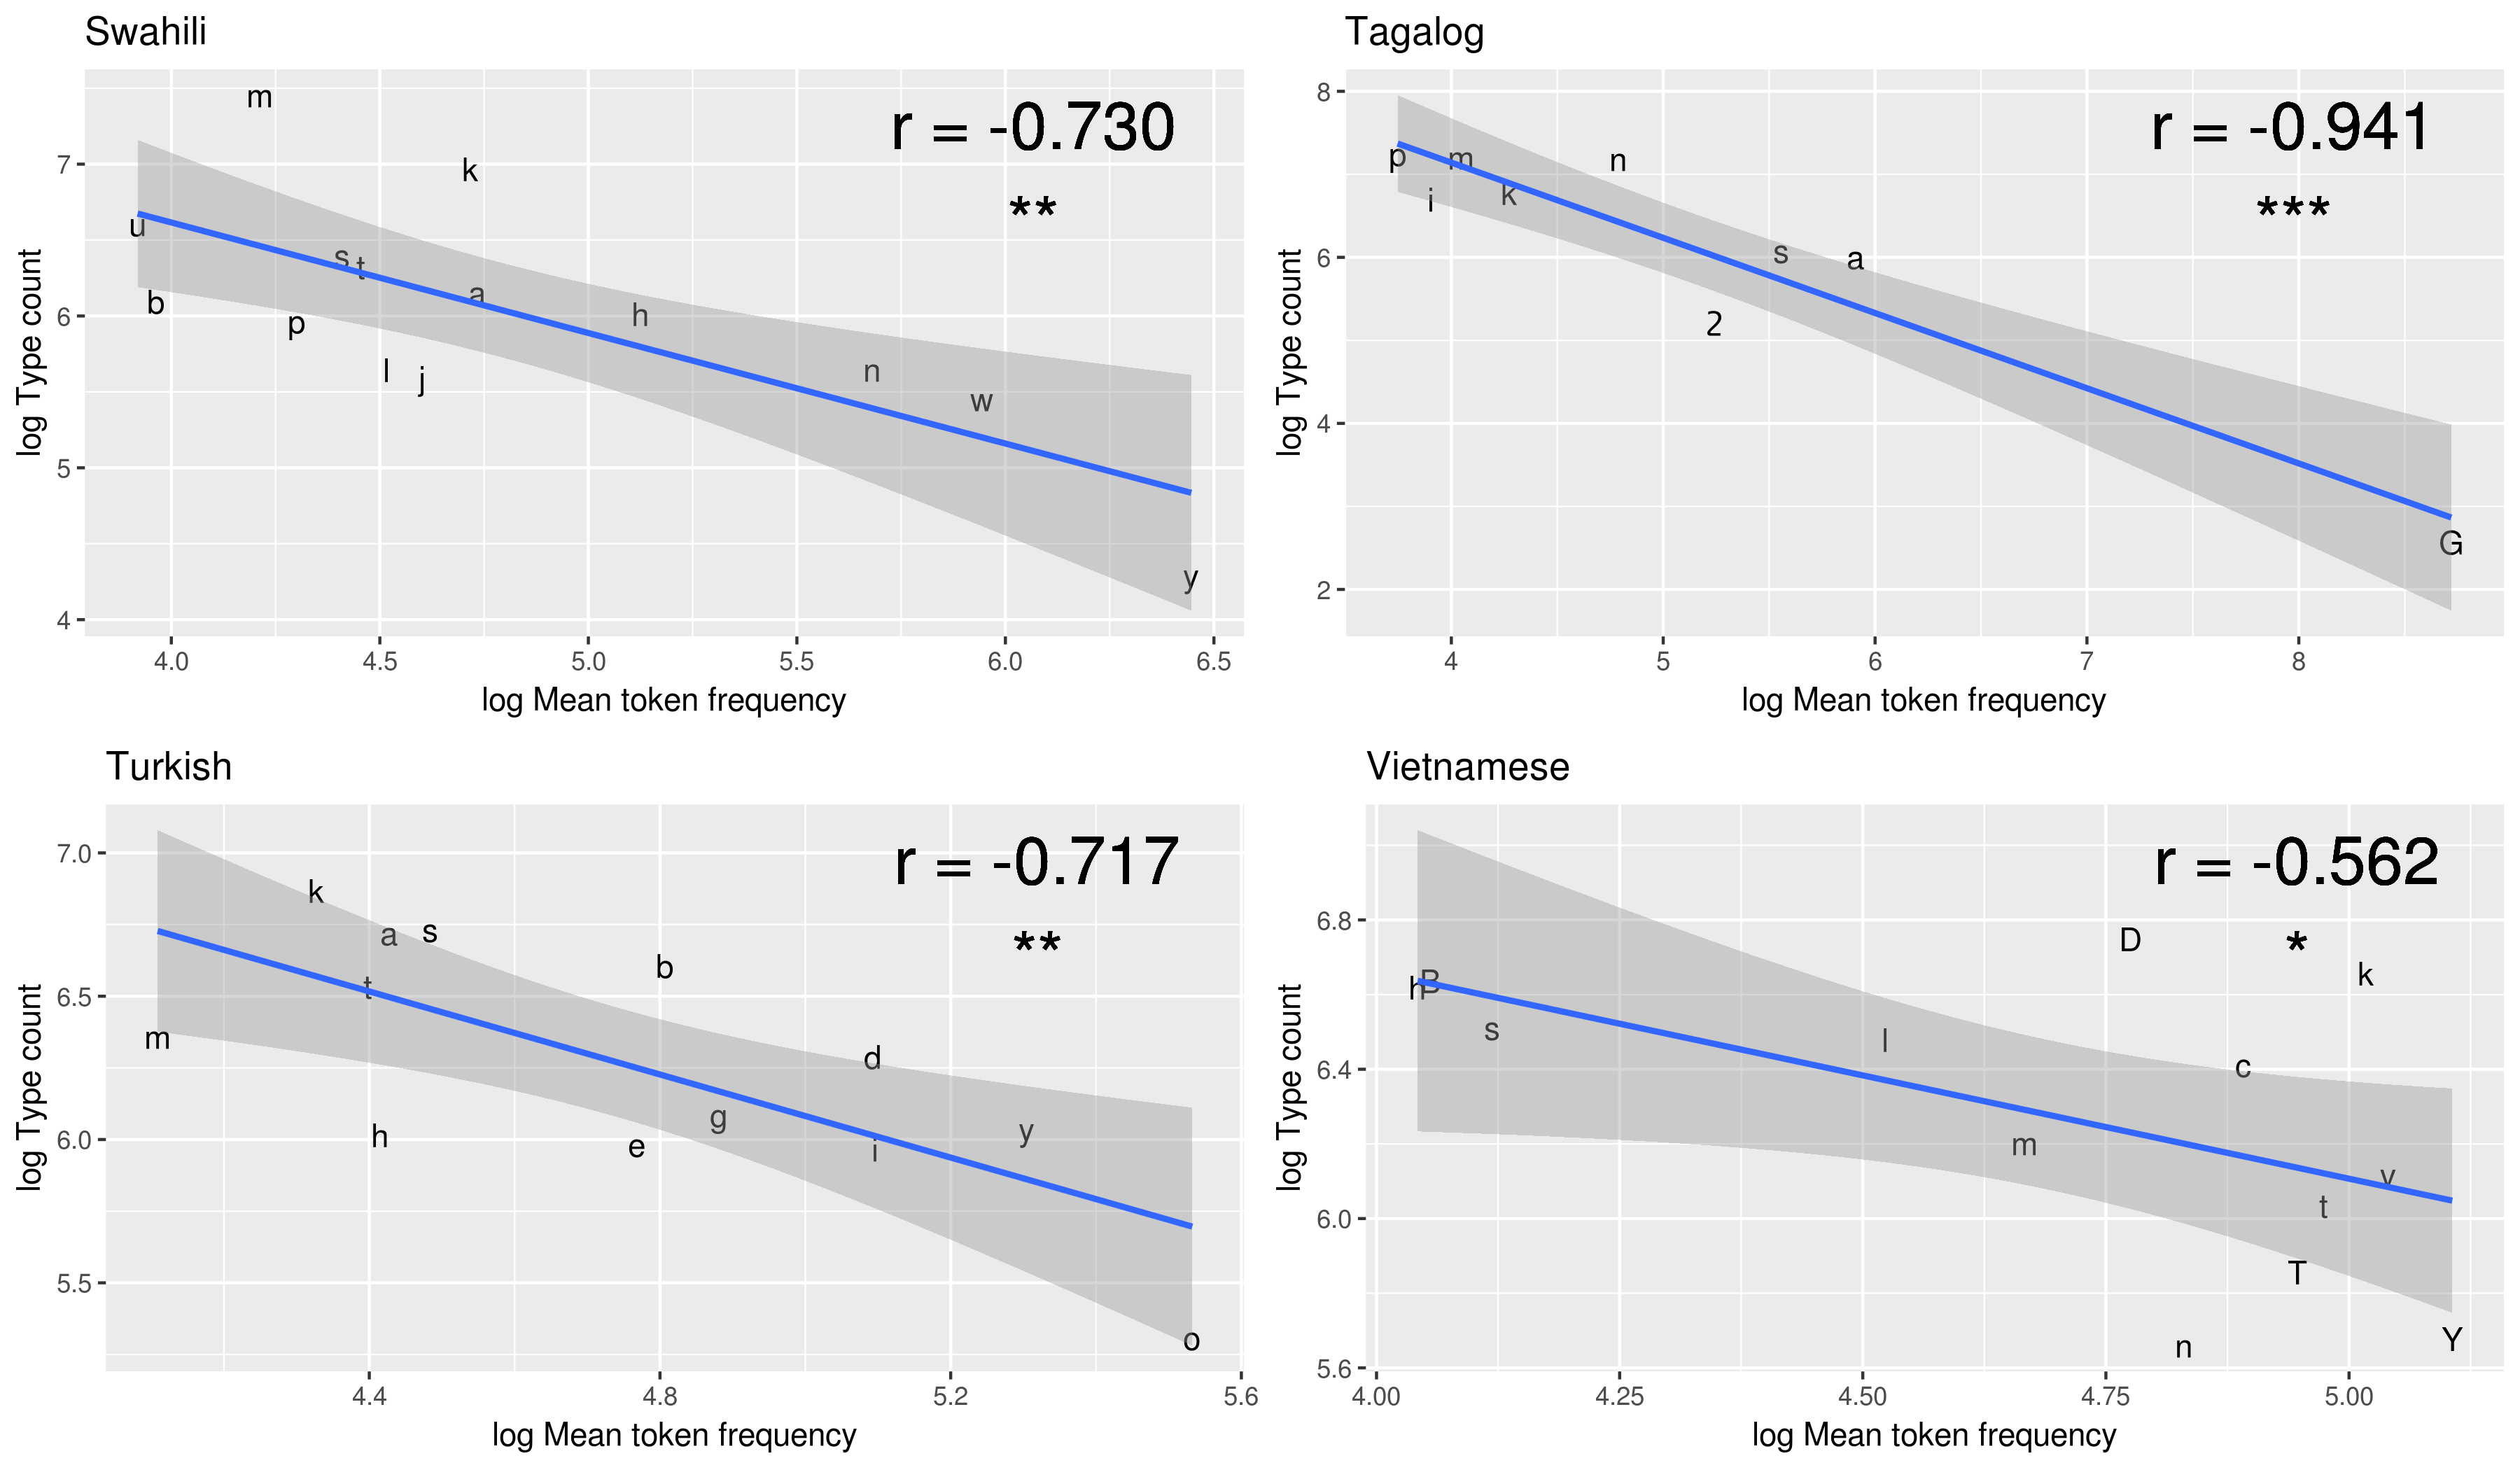 Swahili
r = -0.730
**
m
k
u
s
t
b
p
a
h
l
j
n
w
y
7
6
5
4
log Type count
4.0 4.5 5.0 5.5 6.0 6.5
log Mean token frequency
Tagalog
r = -0.941
***
p
m
n
i
k
s
a
2
G
8
6
4
2
log Type count
4 5 6 7 8
log Mean token frequency
Turkish
r = -0.717
**
k
a
s
b
t
m
d
h
e
g
i
y
o
7.0
6.5
6.0
5.5
log Type count
4.4 4.8 5.2 5.6
log Mean token frequency
Vietnamese
r = -0.562
*
D
k
h
B
s
l
c
m
v
t
T
n
Y
6.8
6.4
6.0
5.6
log Type count
4.00 4.25 4.50 4.75 5.00
log Mean token frequency